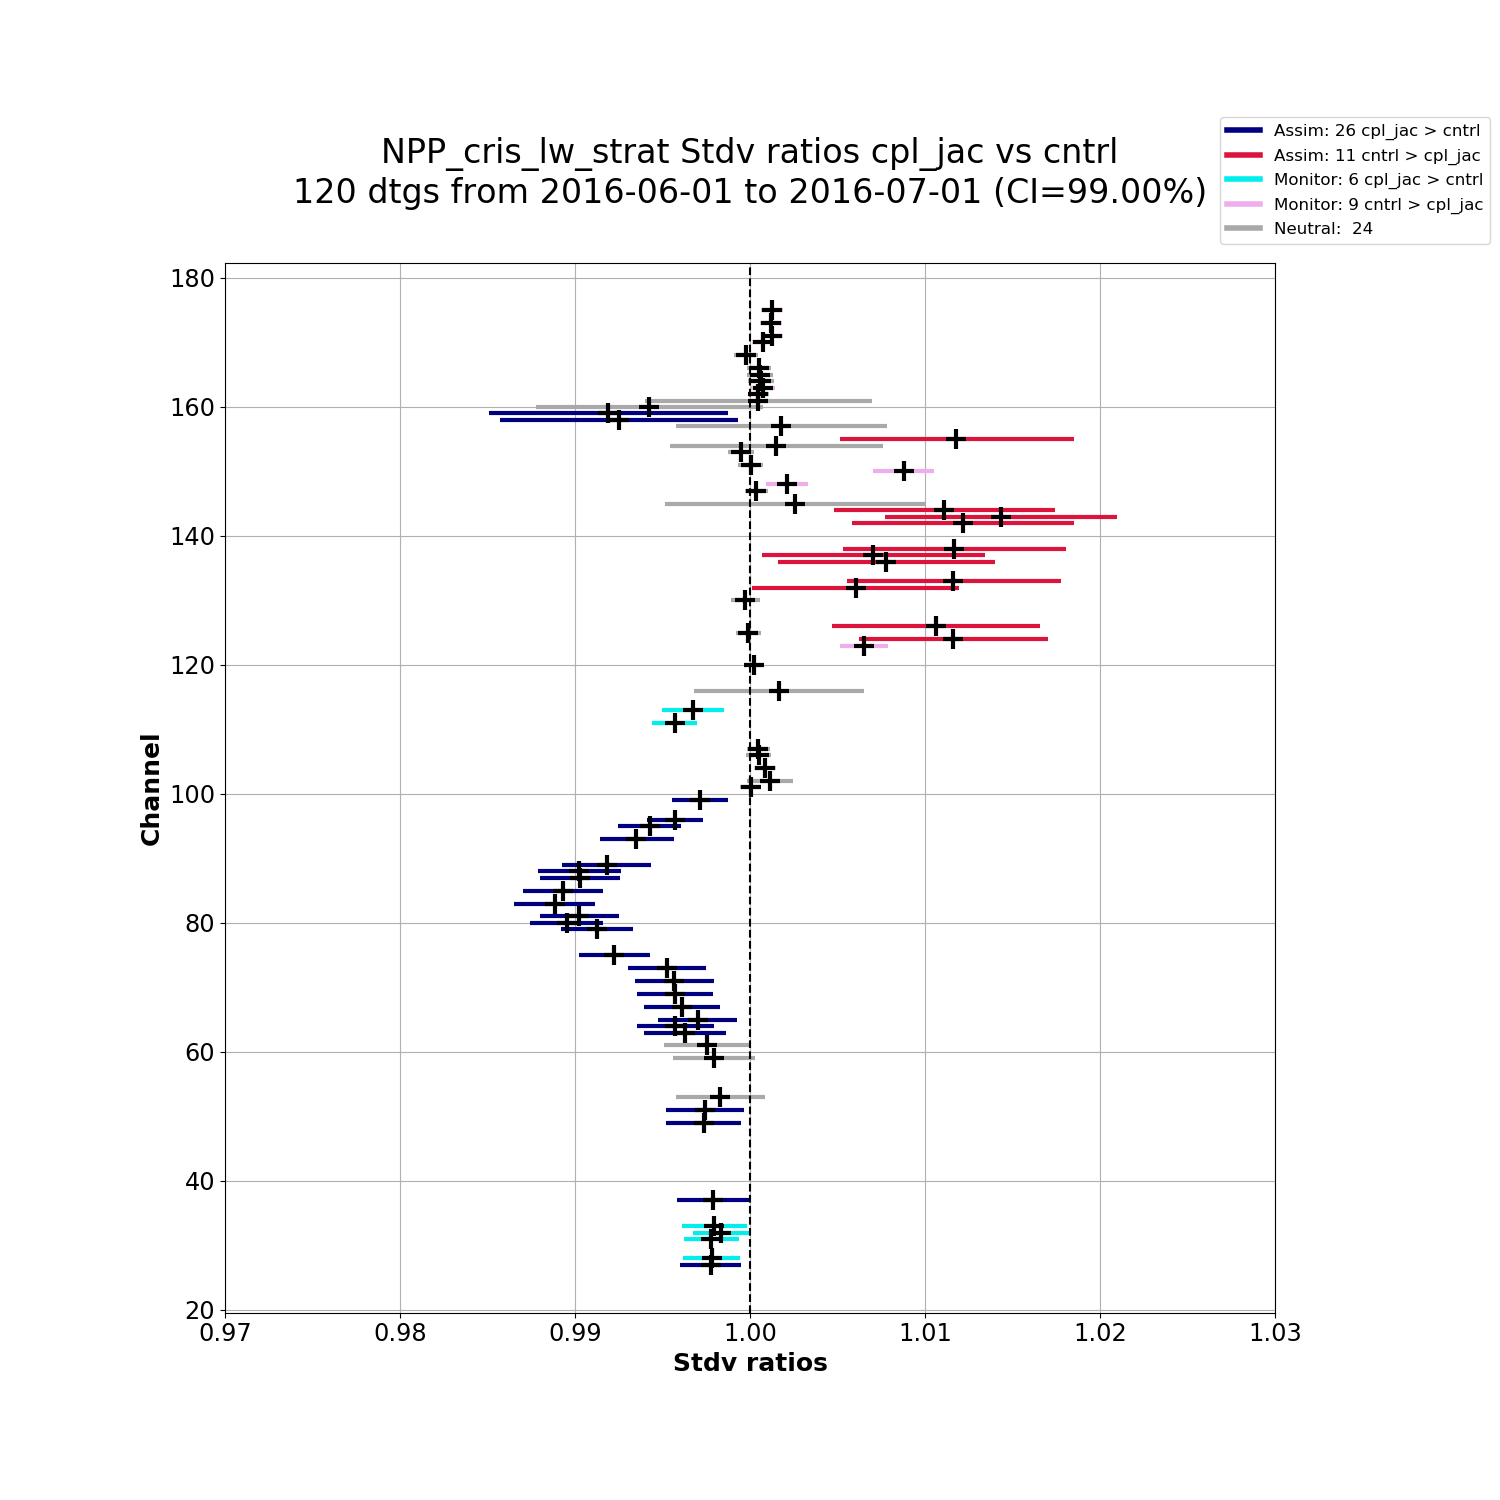 NPP_cris_lw_strat Stdv ratios cpl_jac vs cntrl
120 dtgs from 2016-06-01 to 2016-07-01 (CI=99.00%)
Assim: 26 cpl_jac > cntrl
Assim: 11 cntrl > cpl_jac
Monitor: 6 cpl_jac > cntrl
Monitor: 9 cntrl > cpl_jac
Neutral:  24
180
160
140
120
100
80
60
40
20
Channel
0.97 0.98 0.99 1.00 1.01 1.02 1.03
Stdv ratios